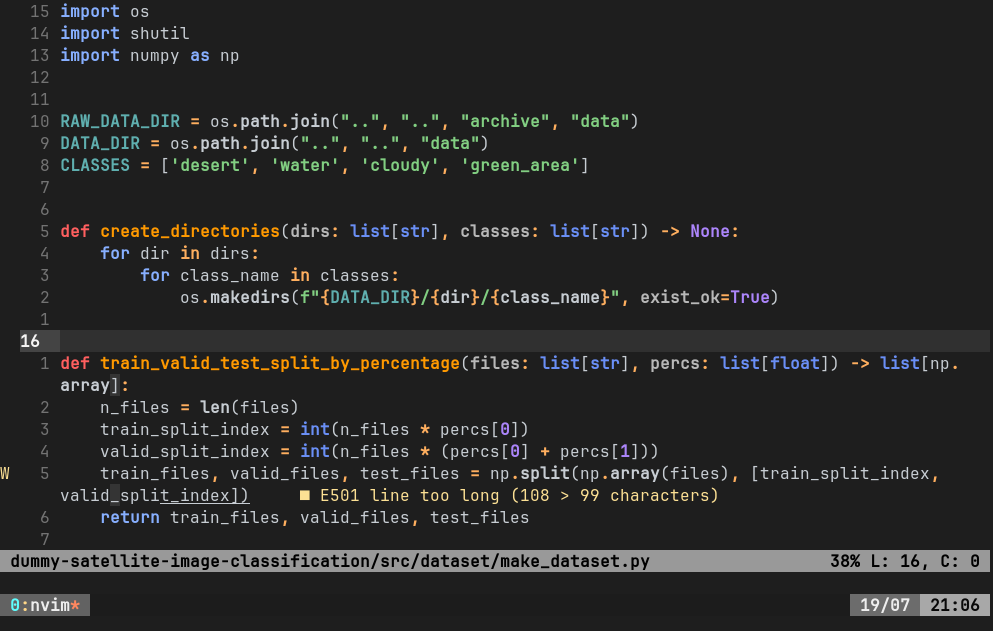 15 import os
14 import shutil
13 import numpy as np
12
11
10 RAW_DATA_DIR = os.path.join("..", "..", "archive", "data")
9 DATA_DIR = os.path.join("..", "..", "data")
8 CLASSES = ['desert', 'water', 'cloudy', 'green_area']
7
6
5 def create_directories(dirs: list[str], classes: list[str]) -> None:
4     for dir in dirs:
3         for class_name in classes:
2             os.makedirs(f"{DATA_DIR}/{dir}/{class_name}", exist_ok=True)
1
16
1 def train_valid_test_split_by_percentage(files: list[str], percs: list[float]) -> list[np.
array]:
2     n_files = len(files)
3     train_split_index = int(n_files * percs[0])
4     valid_split_index = int(n_files * (percs[0] + percs[1]))
W 5     train_files, valid_files, test_files = np.split(np.array(files), [train_split_index,
valid_split_index])     ■ E501 line too long (108 > 99 characters)
6     return train_files, valid_files, test_files
7
dummy-satellite-image-classification/src/dataset/make_dataset.py 38% L: 16, C: 0
0:nvim* 19/07 21:06